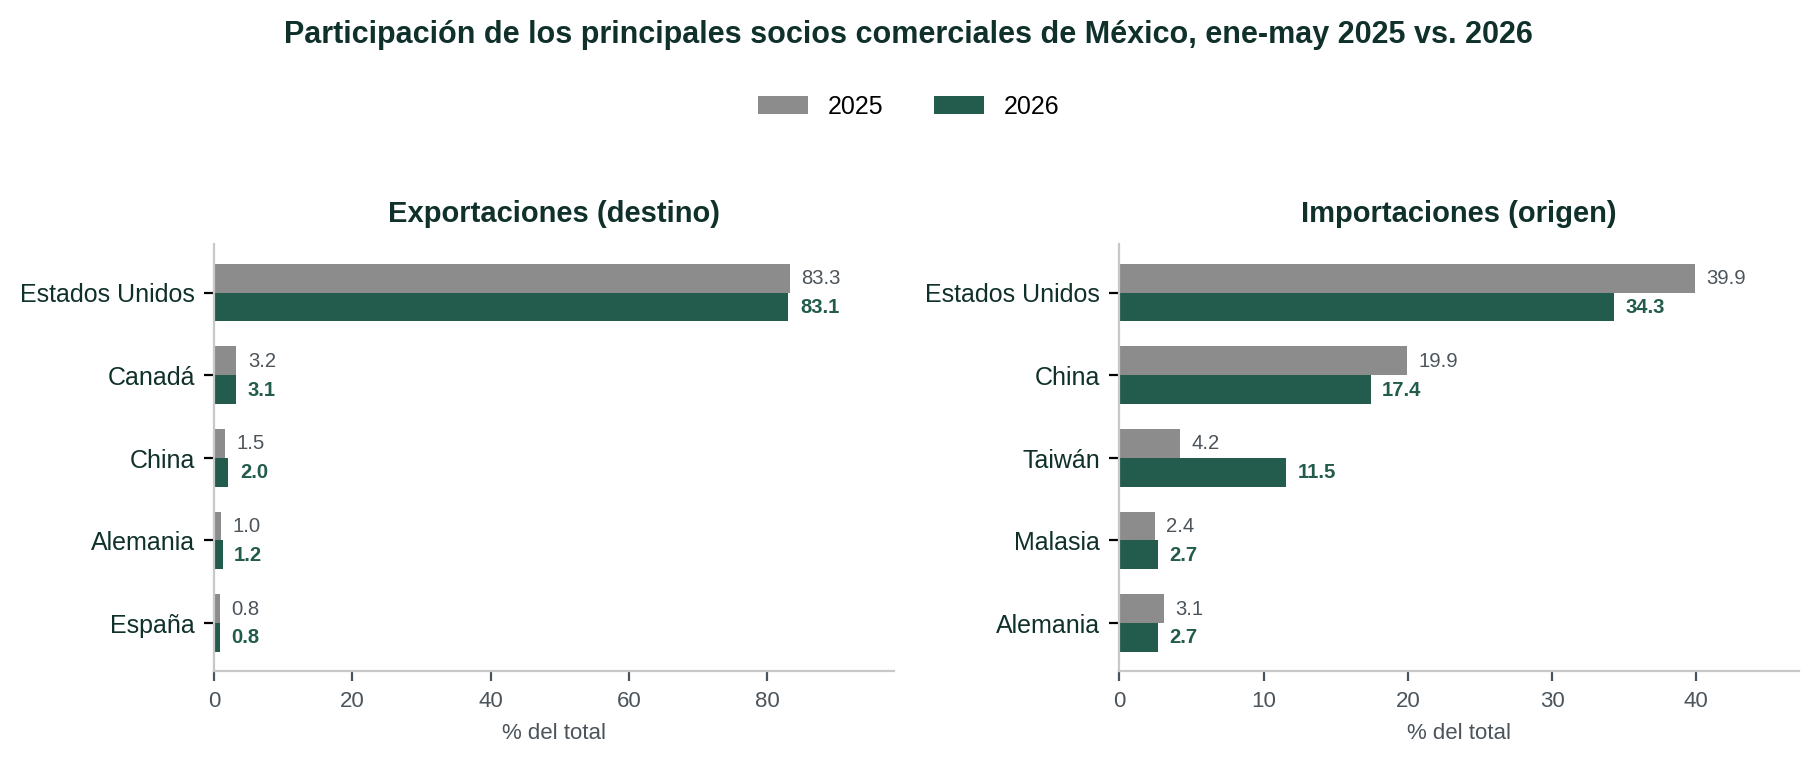 Participación de los principales socios comerciales de México, ene-may 2025 vs. 2026
2025
2026
Exportaciones (destino)
Estados Unidos
83.3
83.1
Canadá
3.2
3.1
China
1.5
2.0
Alemania
1.0
1.2
España
0.8
0.8
0
20
40
60
80
% del total
Importaciones (origen)
Estados Unidos
39.9
34.3
China
19.9
17.4
Taiwán
4.2
11.5
Malasia
2.4
2.7
Alemania
3.1
2.7
0
10
20
30
40
% del total